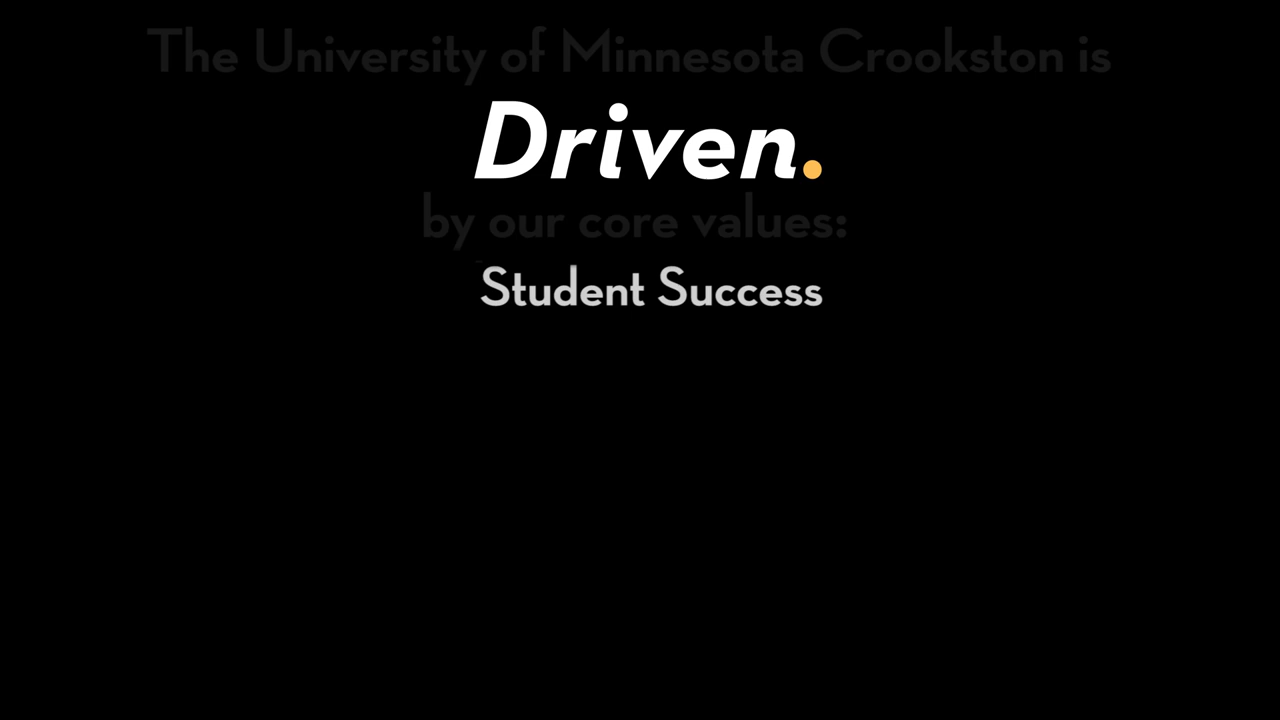 The University of Minnesota Crookston is
Driven.
by our core values:
Student Success